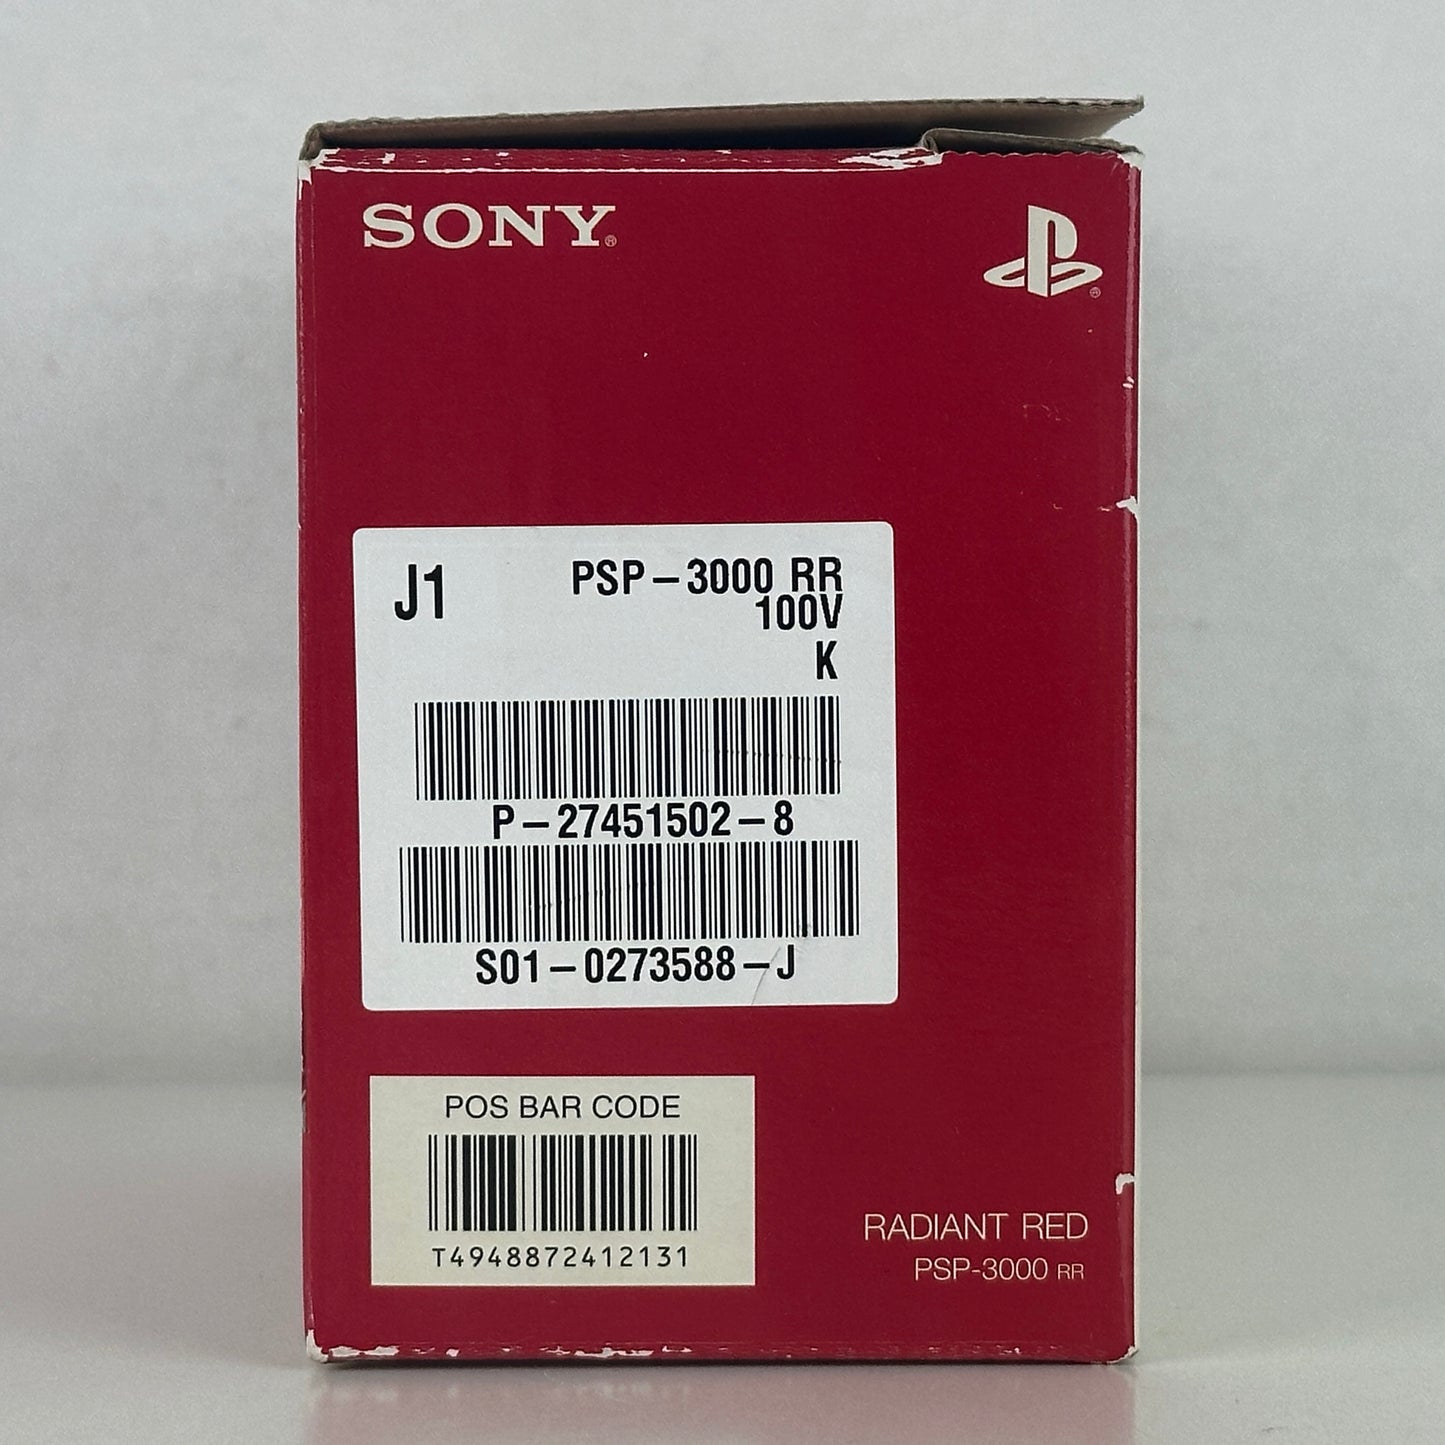 SONY®
J1 PSP-3000 RR
100V
K
P-27451502-8
S01-0273588-J
POS BAR CODE
T4948872412131
RADIANT RED
PSP-3000 RR